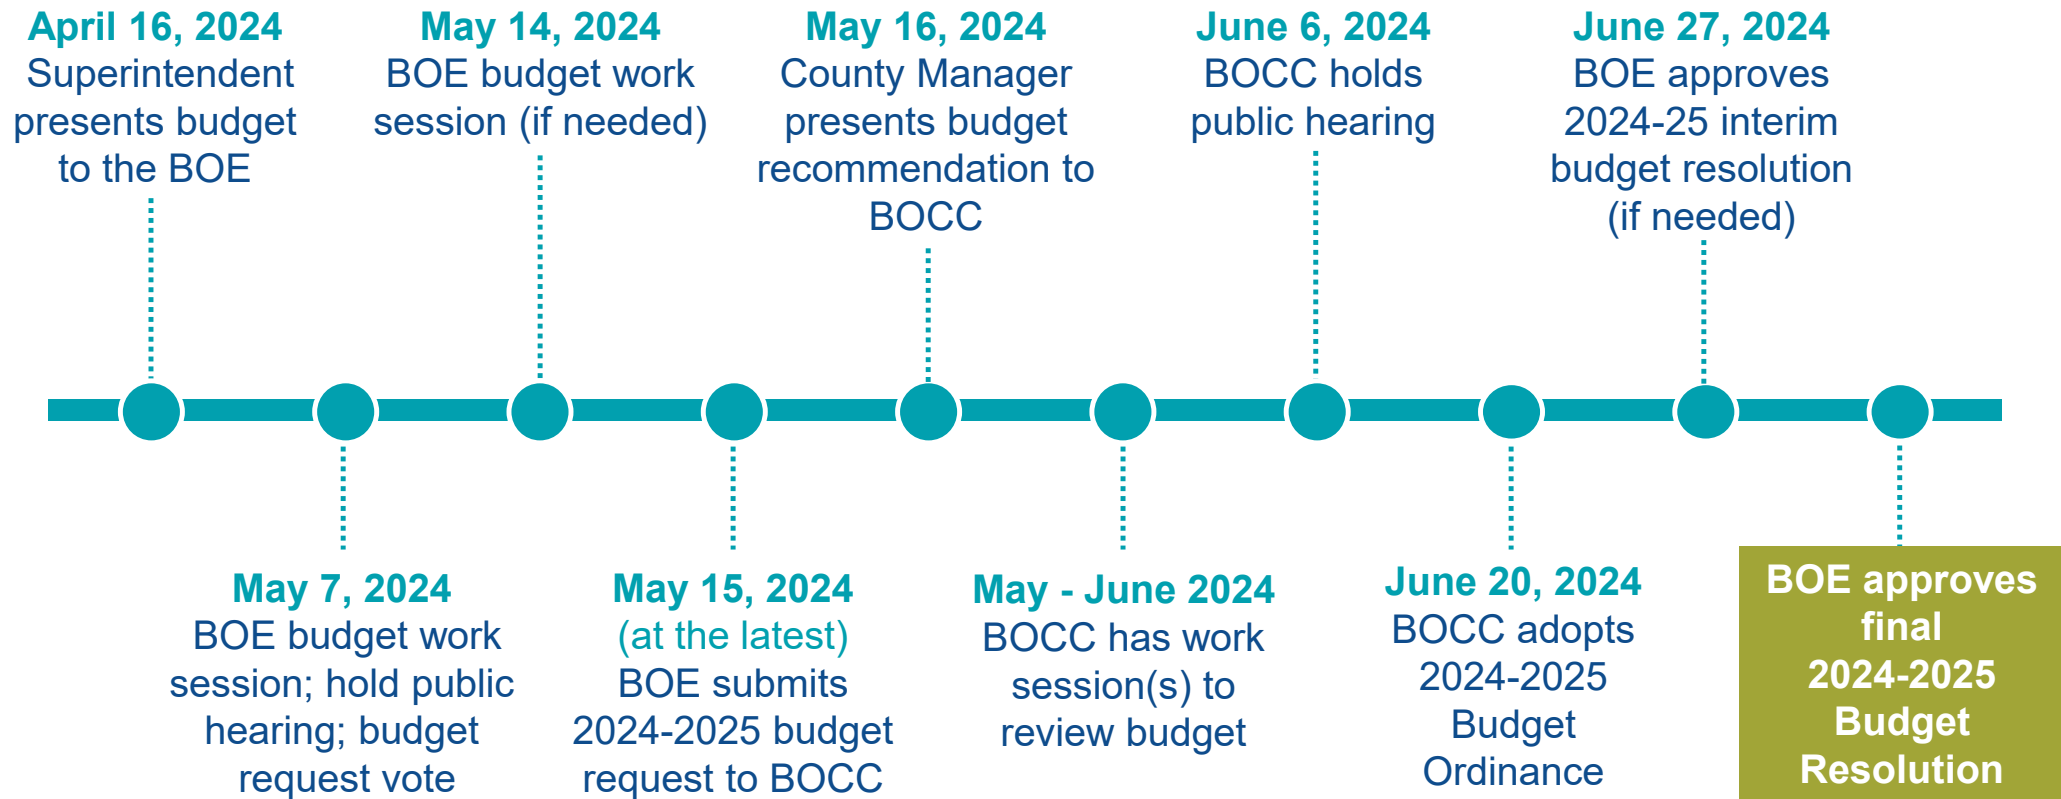 April 16, 2024
Superintendent
presents budget
to the BOE
May 7, 2024
BOE budget work
session; hold public
hearing; budget
request vote
May 14, 2024
BOE budget work
session (if needed)
May 15, 2024
(at the latest)
BOE submits
2024-2025 budget
request to BOCC
May 16, 2024
County Manager
presents budget
recommendation to
BOCC
May - June 2024
BOCC has work
session(s) to
review budget
June 6, 2024
BOCC holds
public hearing
June 20, 2024
BOCC adopts
2024-2025
Budget
Ordinance
June 27, 2024
BOE approves
2024-25 interim
budget resolution
(if needed)
BOE approves
final
2024-2025
Budget
Resolution